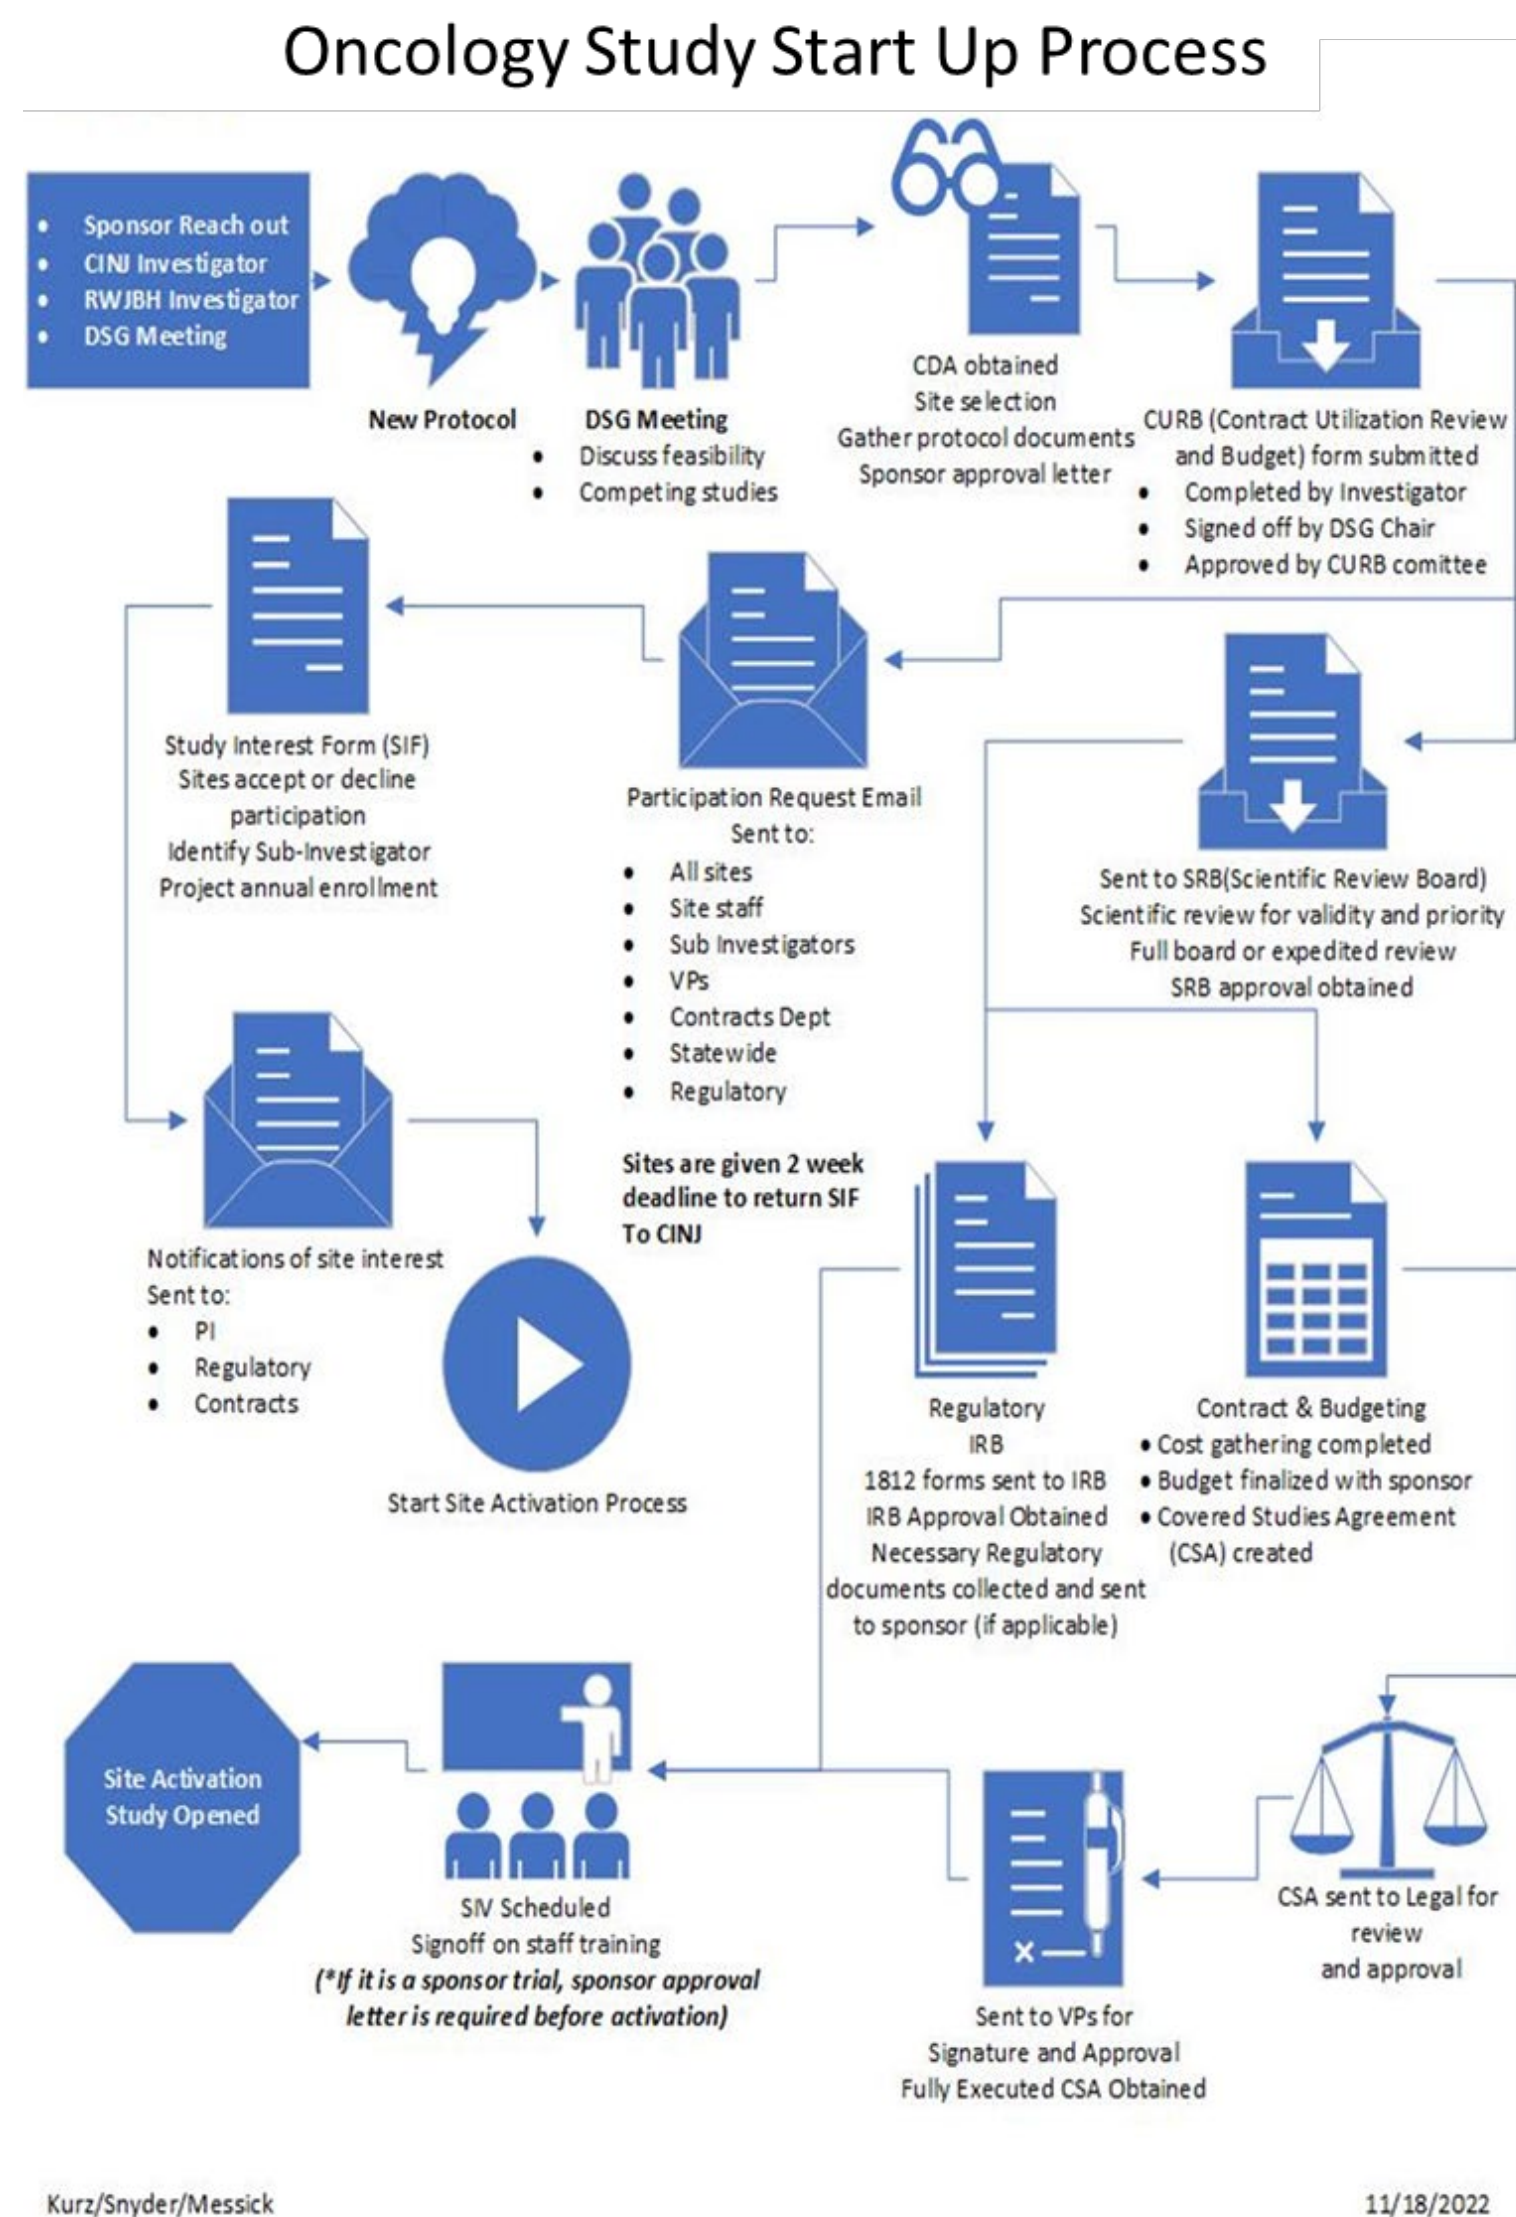 Oncology Study Start Up Process
• Sponsor Reach out
• CINJ Investigator
• RWJBH Investigator
• DSG Meeting
New Protocol
DSG Meeting
• Discuss feasibility
• Competing studies
CDA obtained
Site selection
Gather protocol documents
Sponsor approval letter
CURB (Contract Utilization Review
and Budget) form submitted
• Completed by Investigator
• Signed off by DSG Chair
• Approved by CURB comittee
Study Interest Form (SIF)
Sites accept or decline
participation
Identify Sub-Investigator
Project annual enrollment
Participation Request Email
Sent to:
• All sites
• Site staff
• Sub Investigators
• VPs
• Contracts Dept
• Statewide
• Regulatory
Sites are given 2 week
deadline to return SIF
To CINJ
Sent to SRB(Scientific Review Board)
Scientific review for validity and priority
Full board or expedited review
SRB approval obtained
Notifications of site interest
Sent to:
• PI
• Regulatory
• Contracts
Start Site Activation Process
Regulatory
IRB
1812 forms sent to IRB
IRB Approval Obtained
Necessary Regulatory
documents collected and sent
to sponsor (if applicable)
Contract & Budgeting
• Cost gathering completed
• Budget finalized with sponsor
• Covered Studies Agreement
(CSA) created
Site Activation
Study Opened
SIV Scheduled
Signoff on staff training
(*If it is a sponsor trial, sponsor approval
letter is required before activation)
X
Sent to VPs for
Signature and Approval
Fully Executed CSA Obtained
CSA sent to Legal for
review
and approval
Kurz/Snyder/Messick
11/18/2022